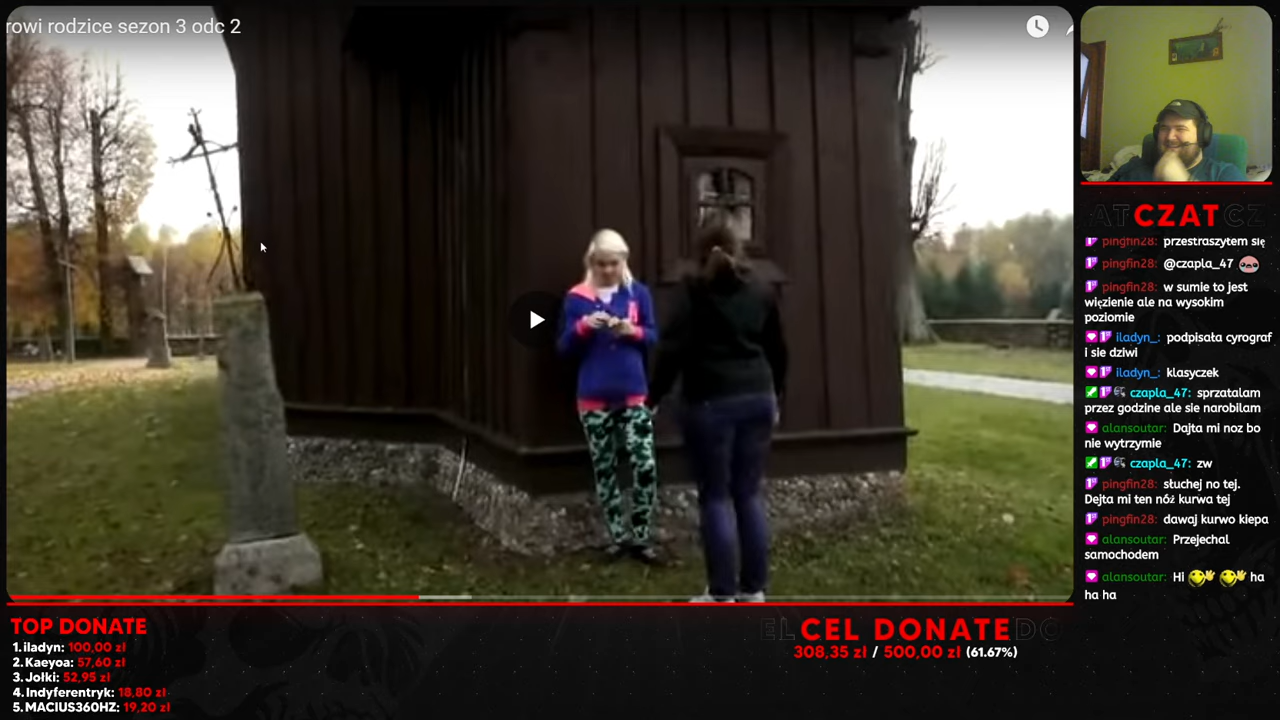 rowi rodzice sezon 3 odc 2
CZAT
pingfin28: przestraszyłem się
pingfin28: @czapla_47
pingfin28: w sumie to jest
więzienie ale na wysokim
poziomie
iladyn_: podpisała cyrograf
i sie dziwi
iladyn_: klasyczek
czapla_47: sprzatalam
przez godzine ale sie narobilam
alansoutar: Dajta mi noz bo
nie wytrzymie
czapla_47: zw
pingfin28: słuchej no tej.
Dejta mi ten nóż kurwa tej
pingfin28: dawaj kurwo kiepa
alansoutar: Przejechal
samochodem
alansoutar: Hi ha
ha ha
TOP DONATE
1. iladyn: 100,00 zł
2. Kaeyoa: 57,60 zł
3. Jołki: 52,95 zł
4. Indyferentryk: 18,80 zł
5. MACIUS360HZ: 19,20 zł
EL CEL DONATE DO
308,35 zł / 500,00 zł (61.67%)